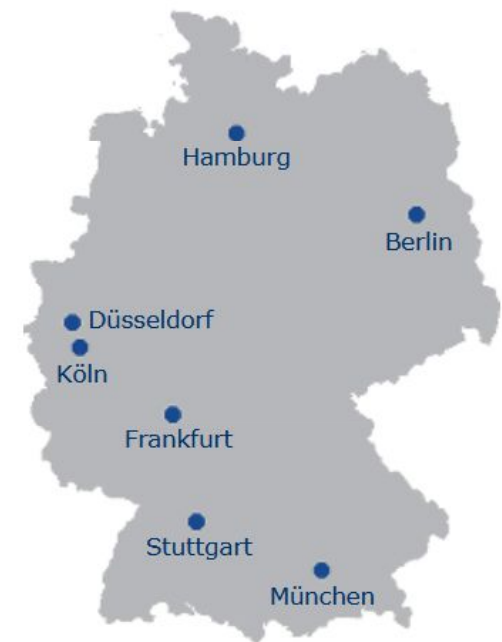 Hamburg
Berlin
Düsseldorf
Köln
Frankfurt
Stuttgart
München